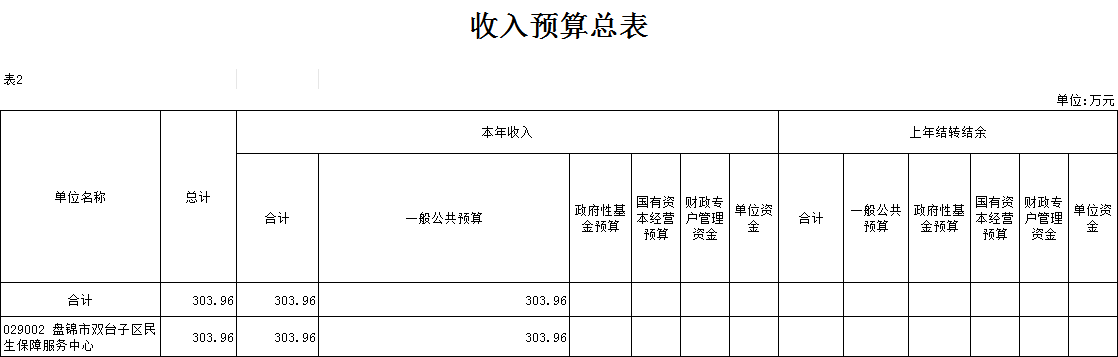 收入预算总表
表2
单位:万元
单位名称
总计
本年收入
上年结转结余
合计
一般公共预算
政府性基
金预算
国有资
本经营
预算
财政专
户管理
资金
单位资
金
合计
一般公共
预算
政府性基
金预算
国有资
本经营
预算
财政专
户管理
资金
单位资
金
合计 303.96 303.96 303.96
029002 盘锦市双台子区民
生保障服务中心
303.96 303.96 303.96